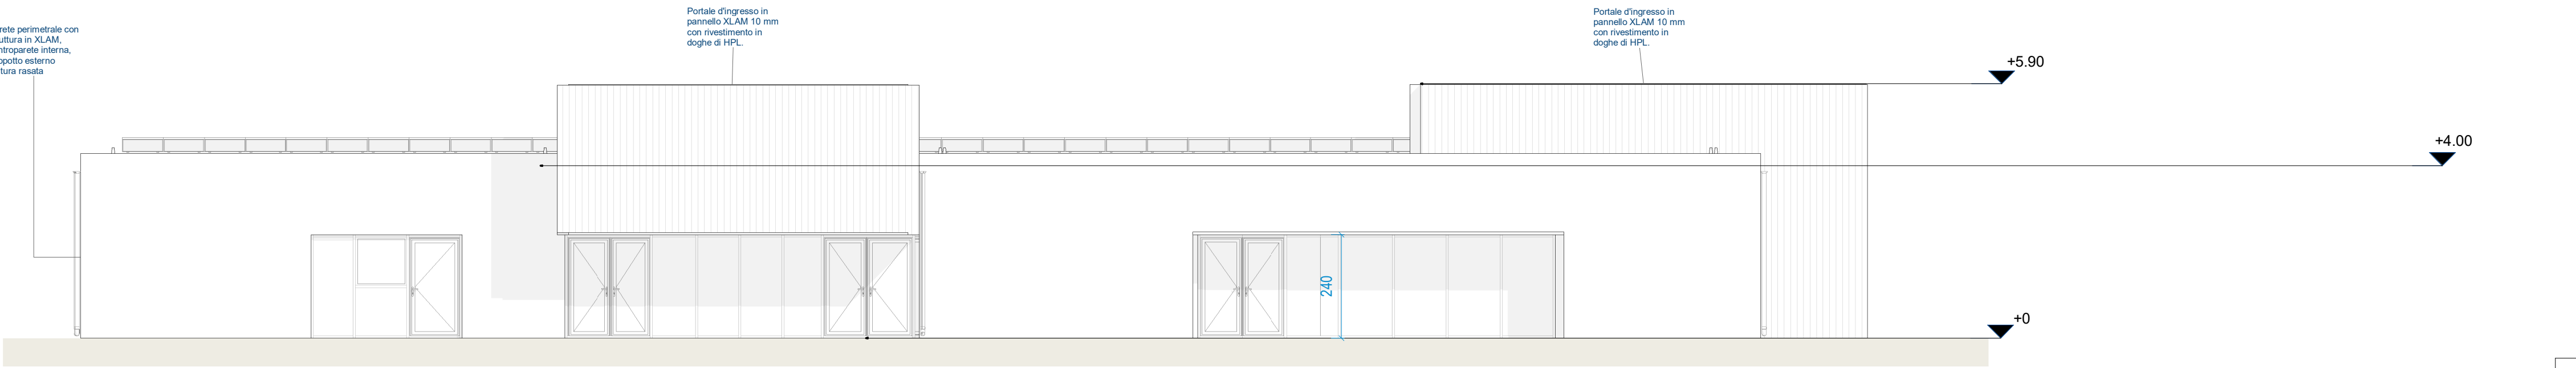 rete perimetrale con
uttura in XLAM,
ntroparete interna,
ppotto esterno
tura rasata
Portale d'ingresso in
pannello XLAM 10 mm
con rivestimento in
doghe di HPL.
Portale d'ingresso in
pannello XLAM 10 mm
con rivestimento in
doghe di HPL.
+5.90
+4.00
240
+0